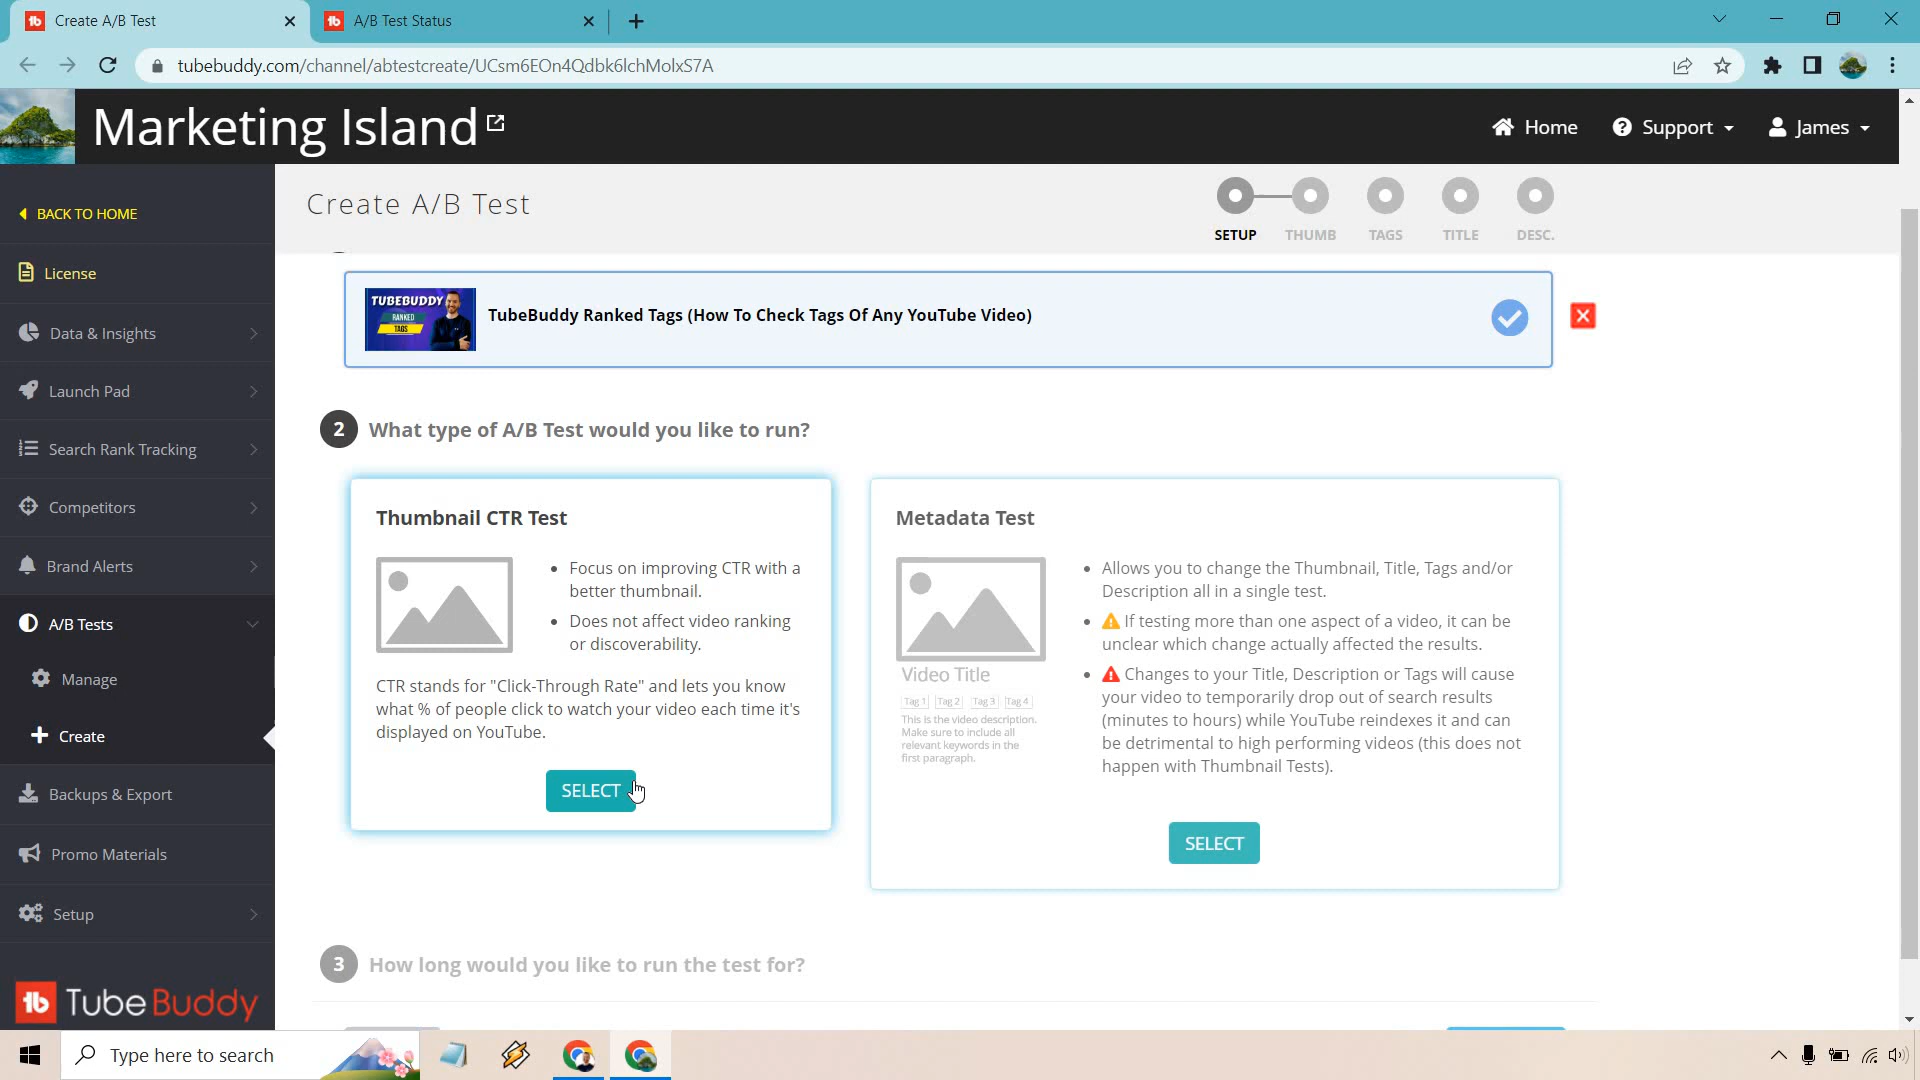 Create A/B Test
A/B Test Status
tubebuddy.com/channel/abtestcreate/UCsm6EOn4Qdbk6lchMolxS7A
Marketing Island
Home
Support
James
BACK TO HOME
License
Data & Insights
Launch Pad
Search Rank Tracking
Competitors
Brand Alerts
A/B Tests
Manage
Create
Backups & Export
Promo Materials
Setup
TubeBuddy
Create A/B Test
SETUP THUMB TAGS TITLE DESC.
TUBEBUDDY
RANKED
TAGS
TubeBuddy Ranked Tags (How To Check Tags Of Any YouTube Video)
2 What type of A/B Test would you like to run?
Thumbnail CTR Test
• Focus on improving CTR with a
better thumbnail.
• Does not affect video ranking
or discoverability.
CTR stands for "Click-Through Rate" and lets you know
what % of people click to watch your video each time it's
displayed on YouTube.
SELECT
Metadata Test
Video Title
Tag 1 Tag 2 Tag 3 Tag 4
This is the video description.
Make sure to include all
relevant keywords in the
first paragraph.
• Allows you to change the Thumbnail, Title, Tags and/or
Description all in a single test.
• If testing more than one aspect of a video, it can be
unclear which change actually affected the results.
• Changes to your Title, Description or Tags will cause
your video to temporarily drop out of search results
(minutes to hours) while YouTube reindexes it and can
be detrimental to high performing videos (this does not
happen with Thumbnail Tests).
SELECT
3 How long would you like to run the test for?
Type here to search